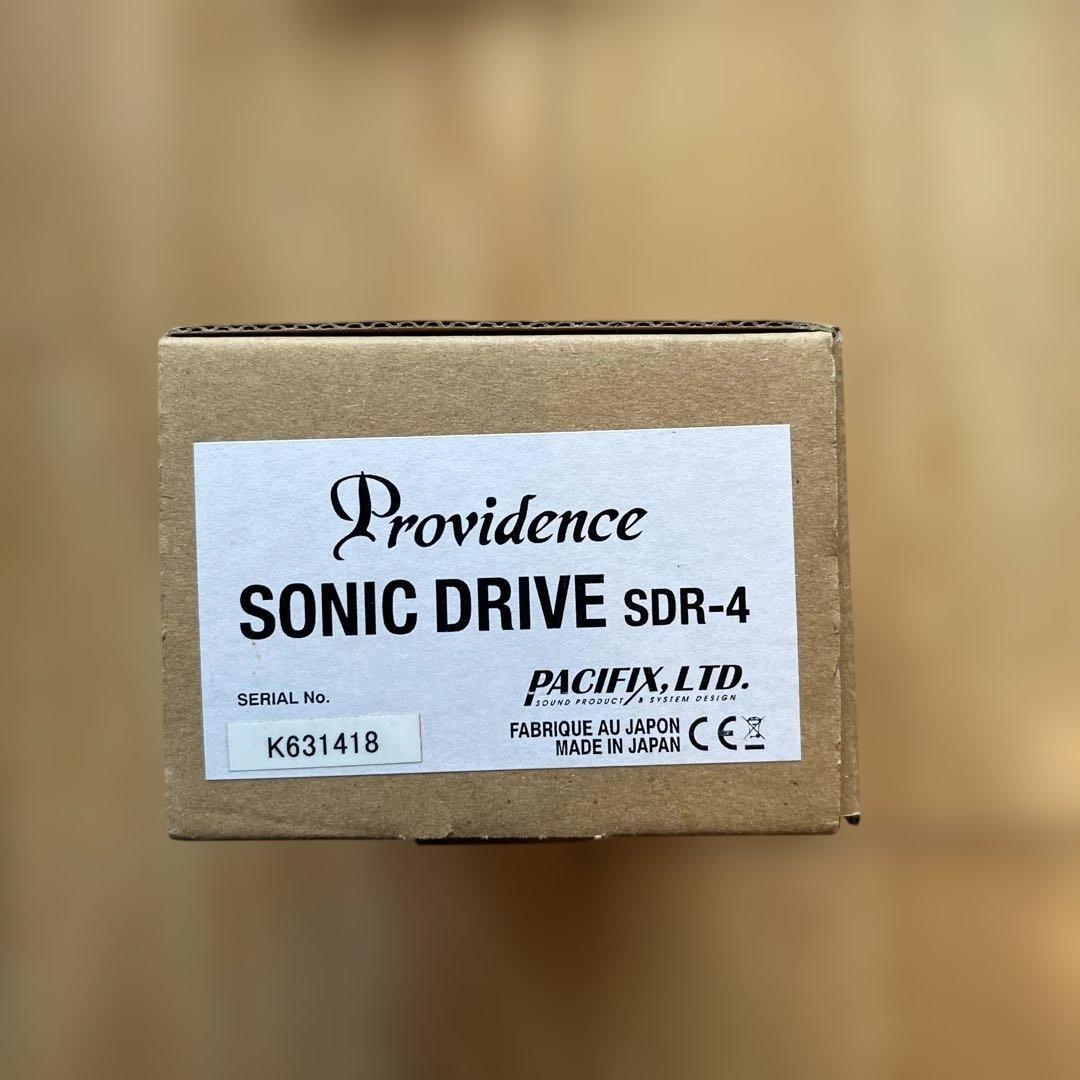 Providence
SONIC DRIVE SDR-4
SERIAL No.
K631418
PACIFIX, LTD.
SOUND PRODUCT & SYSTEM DESIGN
FABRIQUE AU JAPON
MADE IN JAPAN CE